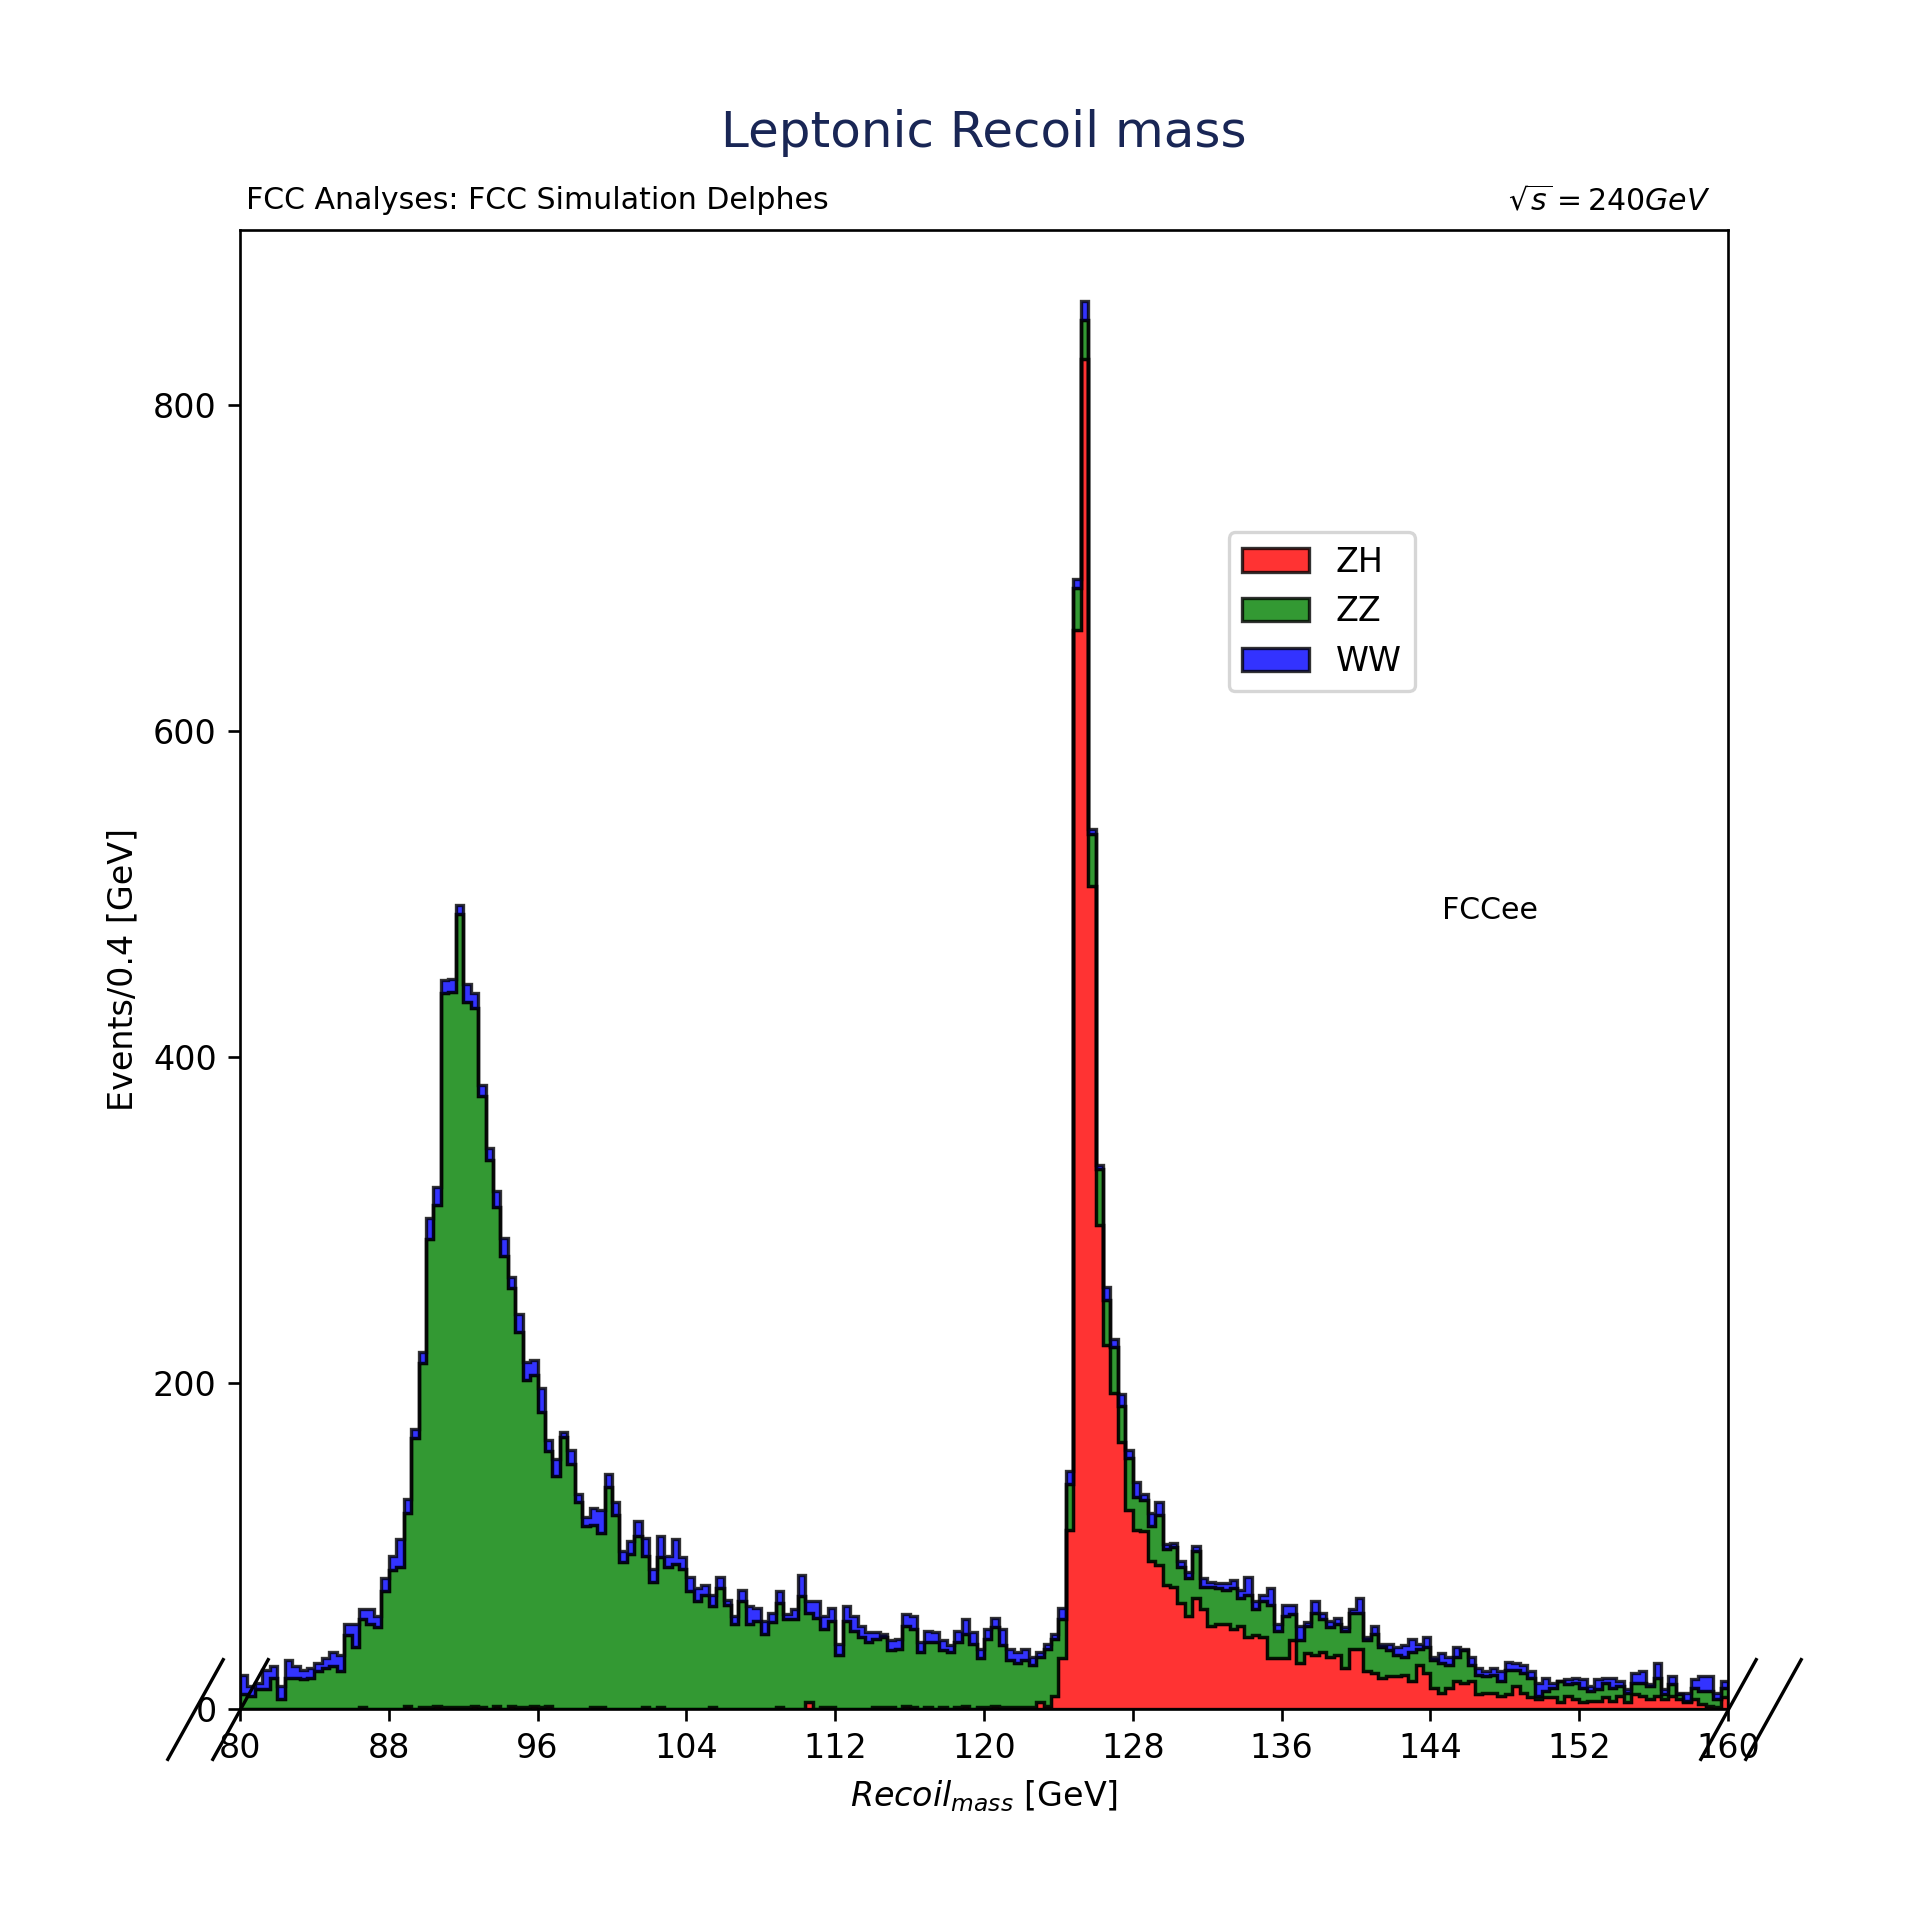 Leptonic Recoil mass
FCC Analyses: FCC Simulation Delphes
√s = 240GeV
800
600
400
200
0
Events/0.4 [GeV]
ZH
ZZ
WW
FCCee
80 88 96 104 112 120 128 136 144 152 160
Recoil_mass [GeV]